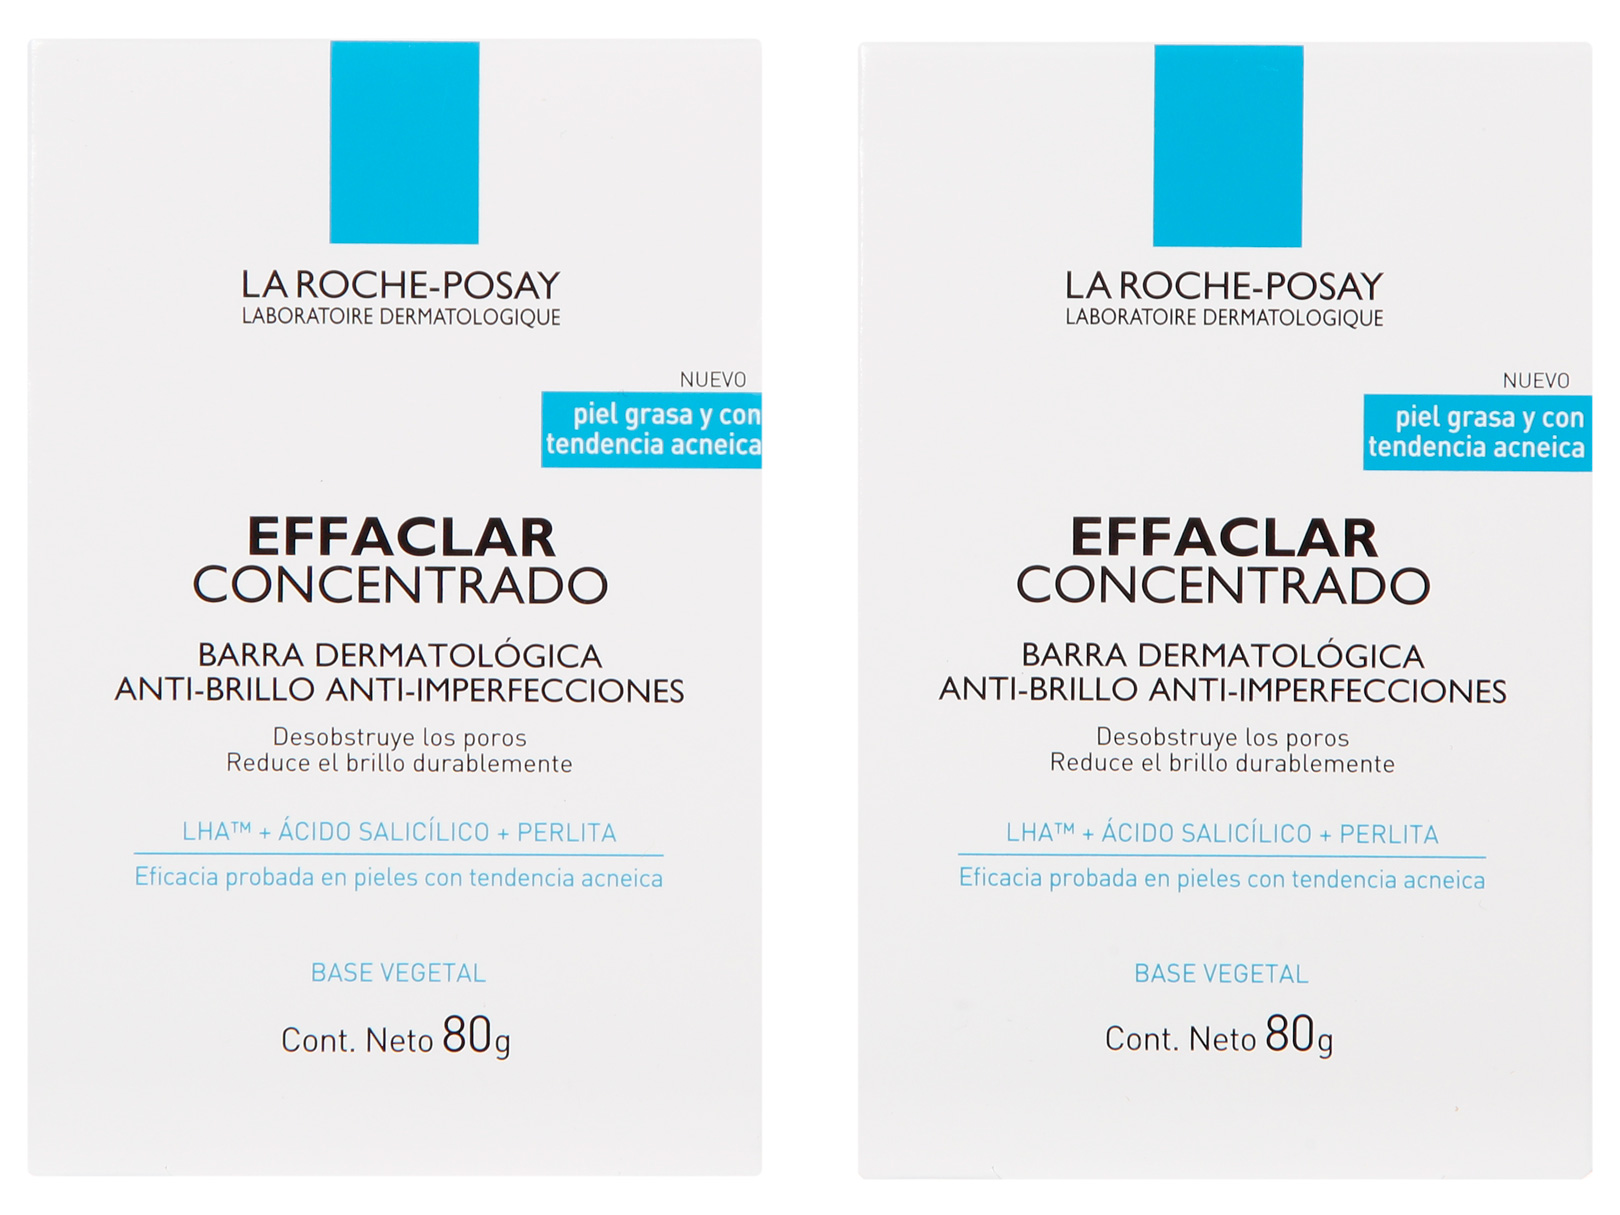 LA ROCHE-POSAY
LABORATOIRE DERMATOLOGIQUE
NUEVO
piel grasa y con
tendencia acneica
EFFACLAR
CONCENTRADO
BARRA DERMATOLÓGICA
ANTI-BRILLO ANTI-IMPERFECCIONES
Desobstruye los poros
Reduce el brillo durablemente
LHA™ + ÁCIDO SALICÍLICO + PERLITA
Eficacia probada en pieles con tendencia acneica
BASE VEGETAL
Cont. Neto 80g
LA ROCHE-POSAY
LABORATOIRE DERMATOLOGIQUE
NUEVO
piel grasa y con
tendencia acneica
EFFACLAR
CONCENTRADO
BARRA DERMATOLÓGICA
ANTI-BRILLO ANTI-IMPERFECCIONES
Desobstruye los poros
Reduce el brillo durablemente
LHA™ + ÁCIDO SALICÍLICO + PERLITA
Eficacia probada en pieles con tendencia acneica
BASE VEGETAL
Cont. Neto 80g